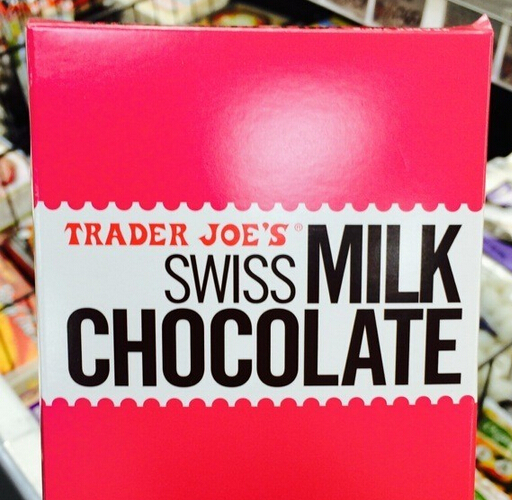 TRADER JOE'S®
SWISS MILK
CHOCOLATE